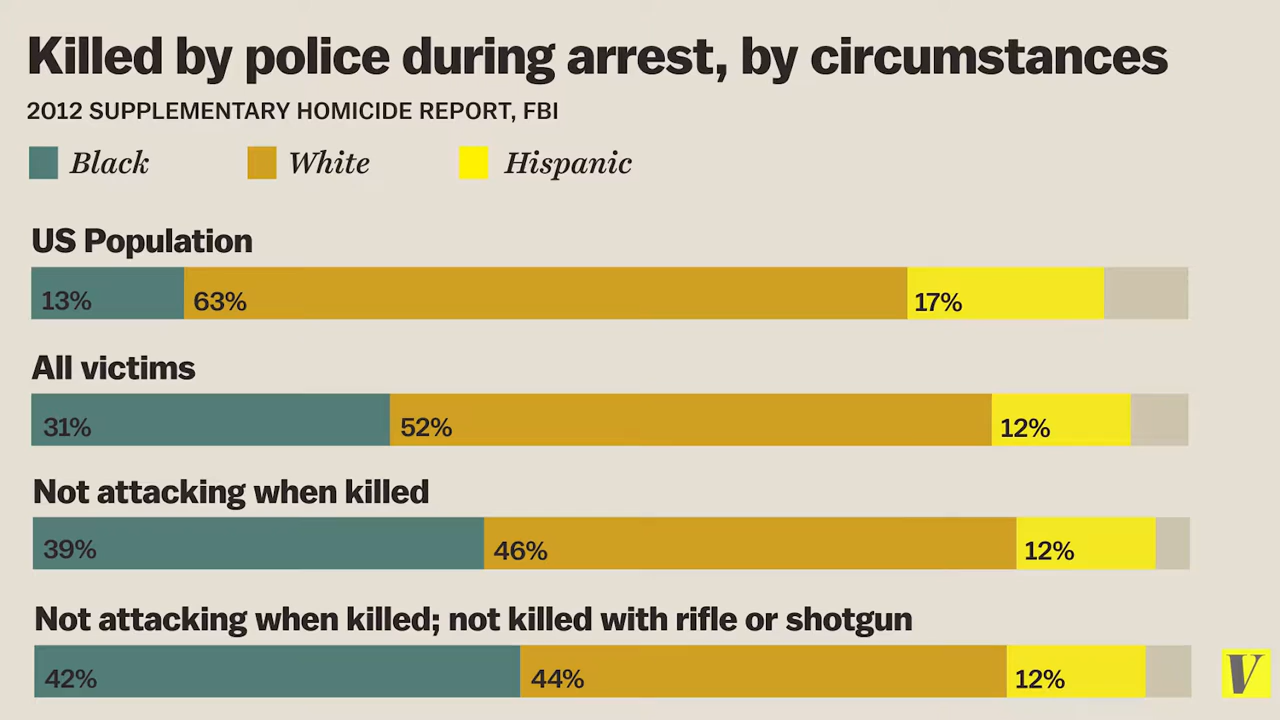 Killed by police during arrest, by circumstances
2012 SUPPLEMENTARY HOMICIDE REPORT, FBI
Black White Hispanic
US Population
13% 63% 17%
All victims
31% 52% 12%
Not attacking when killed
39% 46% 12%
Not attacking when killed; not killed with rifle or shotgun
42% 44% 12%
V